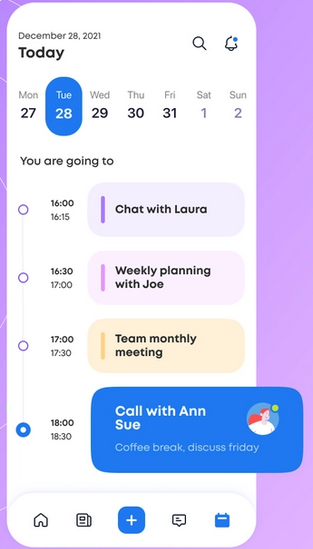 December 28, 2021
Today
Mon Tue Wed Thu Fri Sat Sun
27 28 29 30 31 1 2
You are going to
16:00
16:15
Chat with Laura
16:30
17:00
Weekly planning
with Joe
17:00
17:30
Team monthly
meeting
18:00
18:30
Call with Ann
Sue
Coffee break, discuss friday